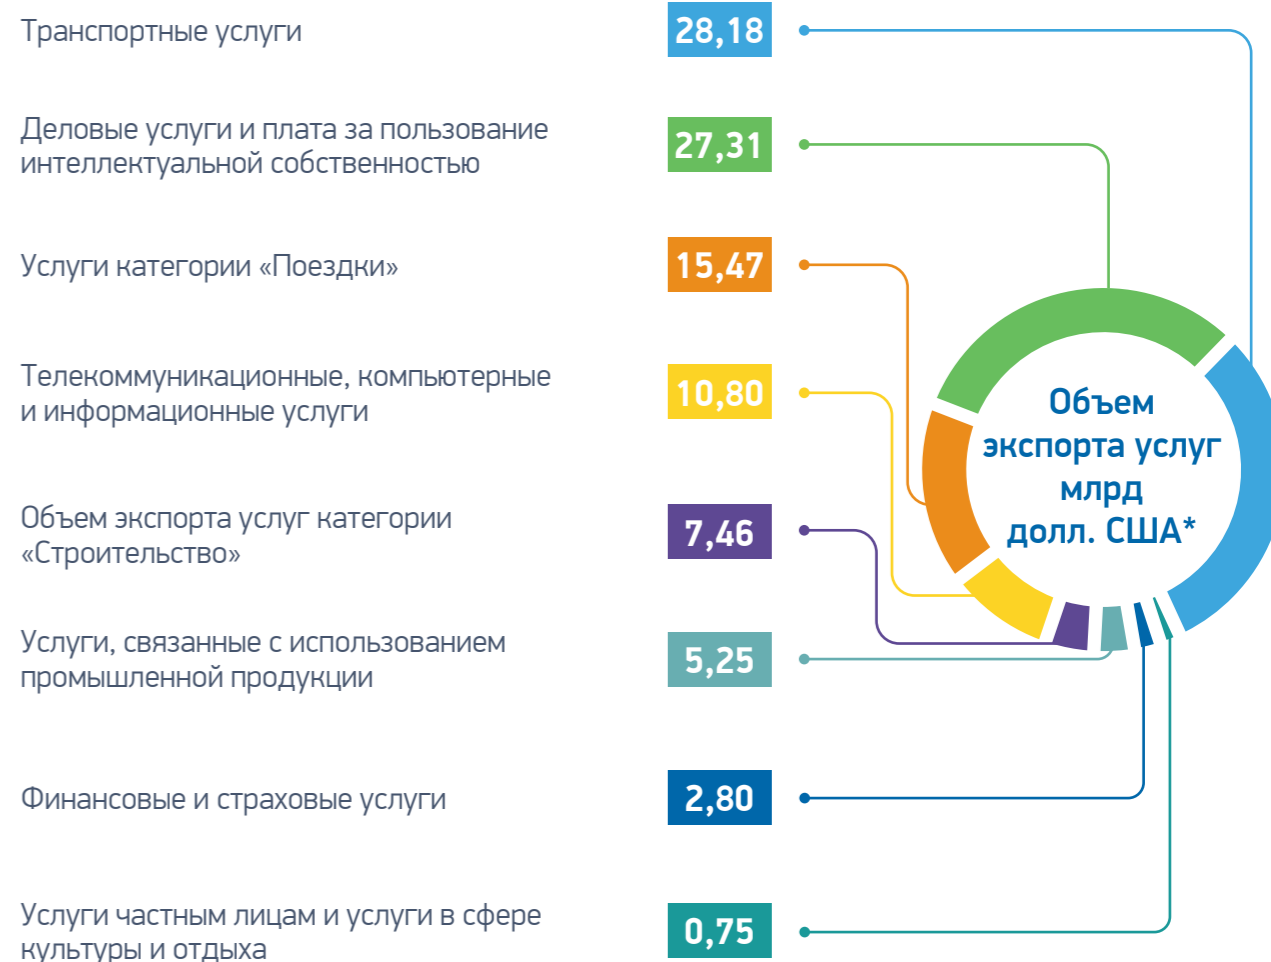 Транспортные услуги
28,18
Деловые услуги и плата за пользование
интеллектуальной собственностью
27,31
Услуги категории «Поездки»
15,47
Телекоммуникационные, компьютерные
и информационные услуги
10,80
Объем экспорта услуг категории
«Строительство»
7,46
Услуги, связанные с использованием
промышленной продукции
5,25
Финансовые и страховые услуги
2,80
Услуги частным лицам и услуги в сфере
культуры и отдыха
0,75
Объем
экспорта услуг
млрд
долл. США*